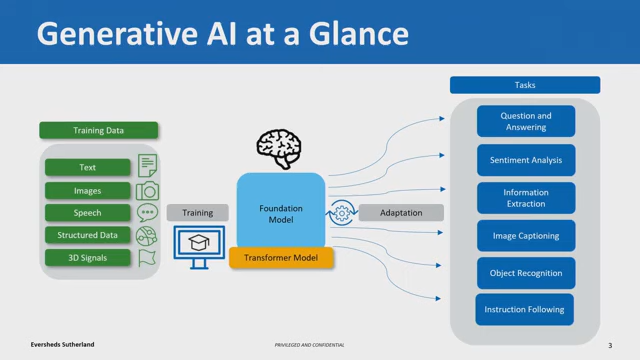 Generative AI at a Glance
Tasks
Training Data
Text
Images
Speech
Structured Data
3D Signals
Training
Foundation
Model
Transformer Model
Adaptation
Question and
Answering
Sentiment Analysis
Information
Extraction
Image Captioning
Object Recognition
Instruction Following
Eversheds Sutherland
PRIVILEGED AND CONFIDENTIAL
3